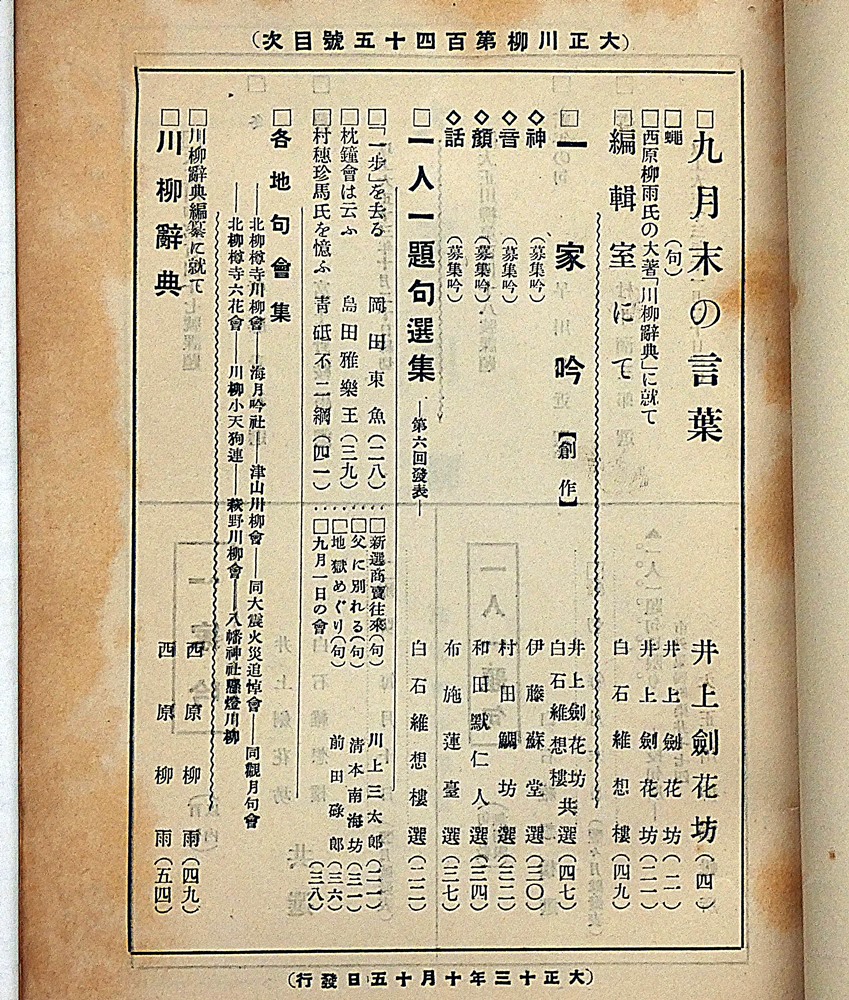 (次目號五十四百第柳川正大)
□九月末の言葉 井上劍花坊(四)
□蠅(句) 井上劍花坊(二一)
□西原柳雨氏の大著「川柳辭典」に就て 井上劍花坊(二一)
□編輯室にて 白石維想樓(四九)
□一家吟【創作】 井上劍花坊 白石維想樓 共選(四七)
◇神(募集吟) 伊藤蘇堂選(三〇)
◇音(募集吟) 村田鯛坊選(三二)
◇顏(募集吟) 和田默仁人選(三四)
◇話(募集吟) 布施蓮臺選(三七)
□二人一題句選集―第六回發表― 白石維想樓選(二二)
□「一步」を去る 岡田東魚(二八)
□枕鐘會は云ふ 島田雅樂王(三九)
□村穗珍馬氏を憶ふ 靑砥不二綱(四一)
□新選商賣往來(句) 川上三太郎(二一)
□父に別れる(句) 淸本南海坊(三一)
□地獄めぐり(句) 前田碌郎(三六)
□九月一日の會(三八)
□各地句會集
―北柳樽寺川柳會―海月吟社―津山川柳會―同大震火災追悼會―同觀月句會
―北柳樽寺六花會―川柳小天狗連―萩野川柳會―八幡神社懸燈川柳
□川柳辭典編纂に就て 西原柳雨(四九)
□川柳辭典 西原柳雨(五四)
(行發日五十月十年三十正大)